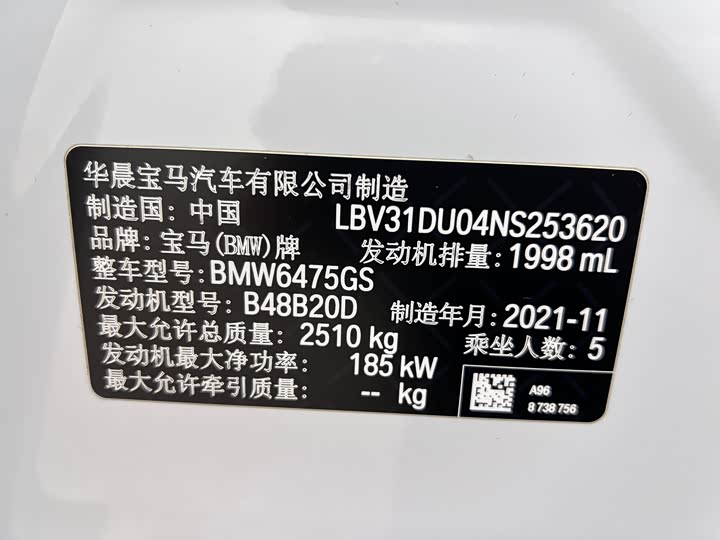 华晨宝马汽车有限公司制造
制造国: 中国 LBV31DU04NS253620
品牌: 宝马(BMW)牌 发动机排量: 1998 mL
整车型号: BMW6475GS
发动机型号: B48B20D 制造年月: 2021-11
最大允许总质量: 2510 kg 乘坐人数: 5
发动机最大净功率: 185 kW
最大允许牵引质量: -- kg
A96
8 738 756